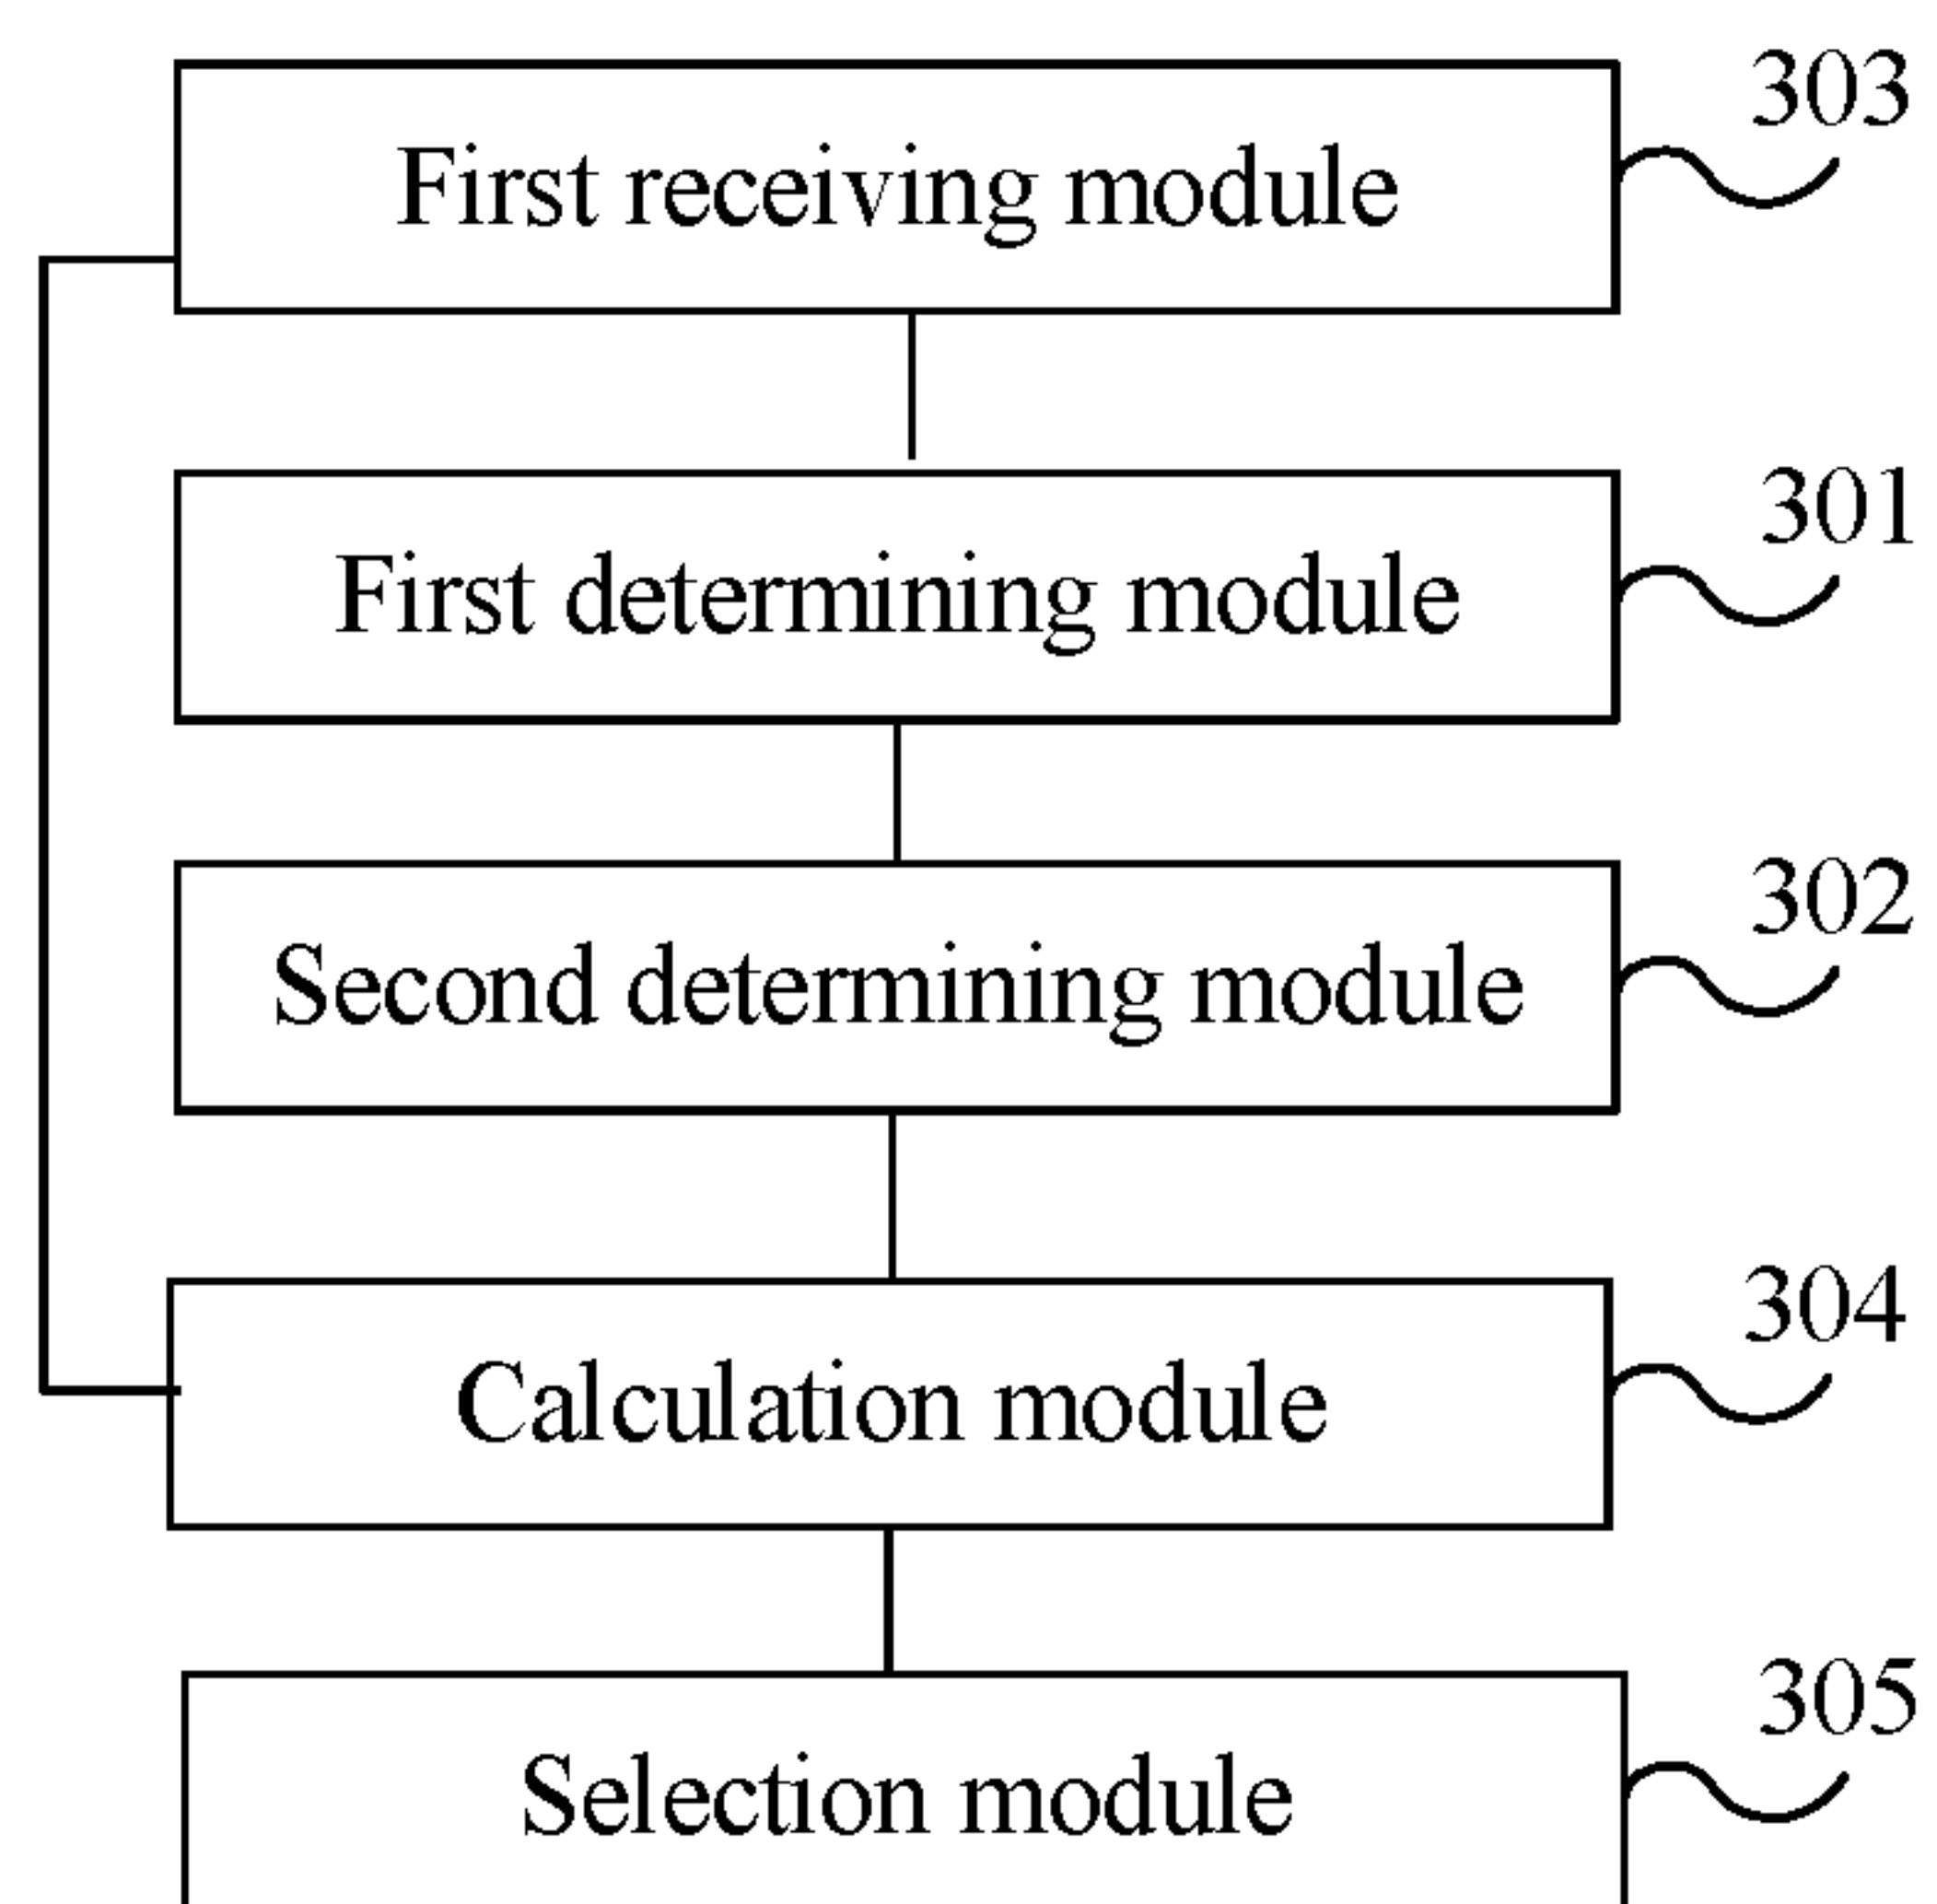 303
First receiving module
301
First determining module
302
Second determining module
304
Calculation module
305
Selection module